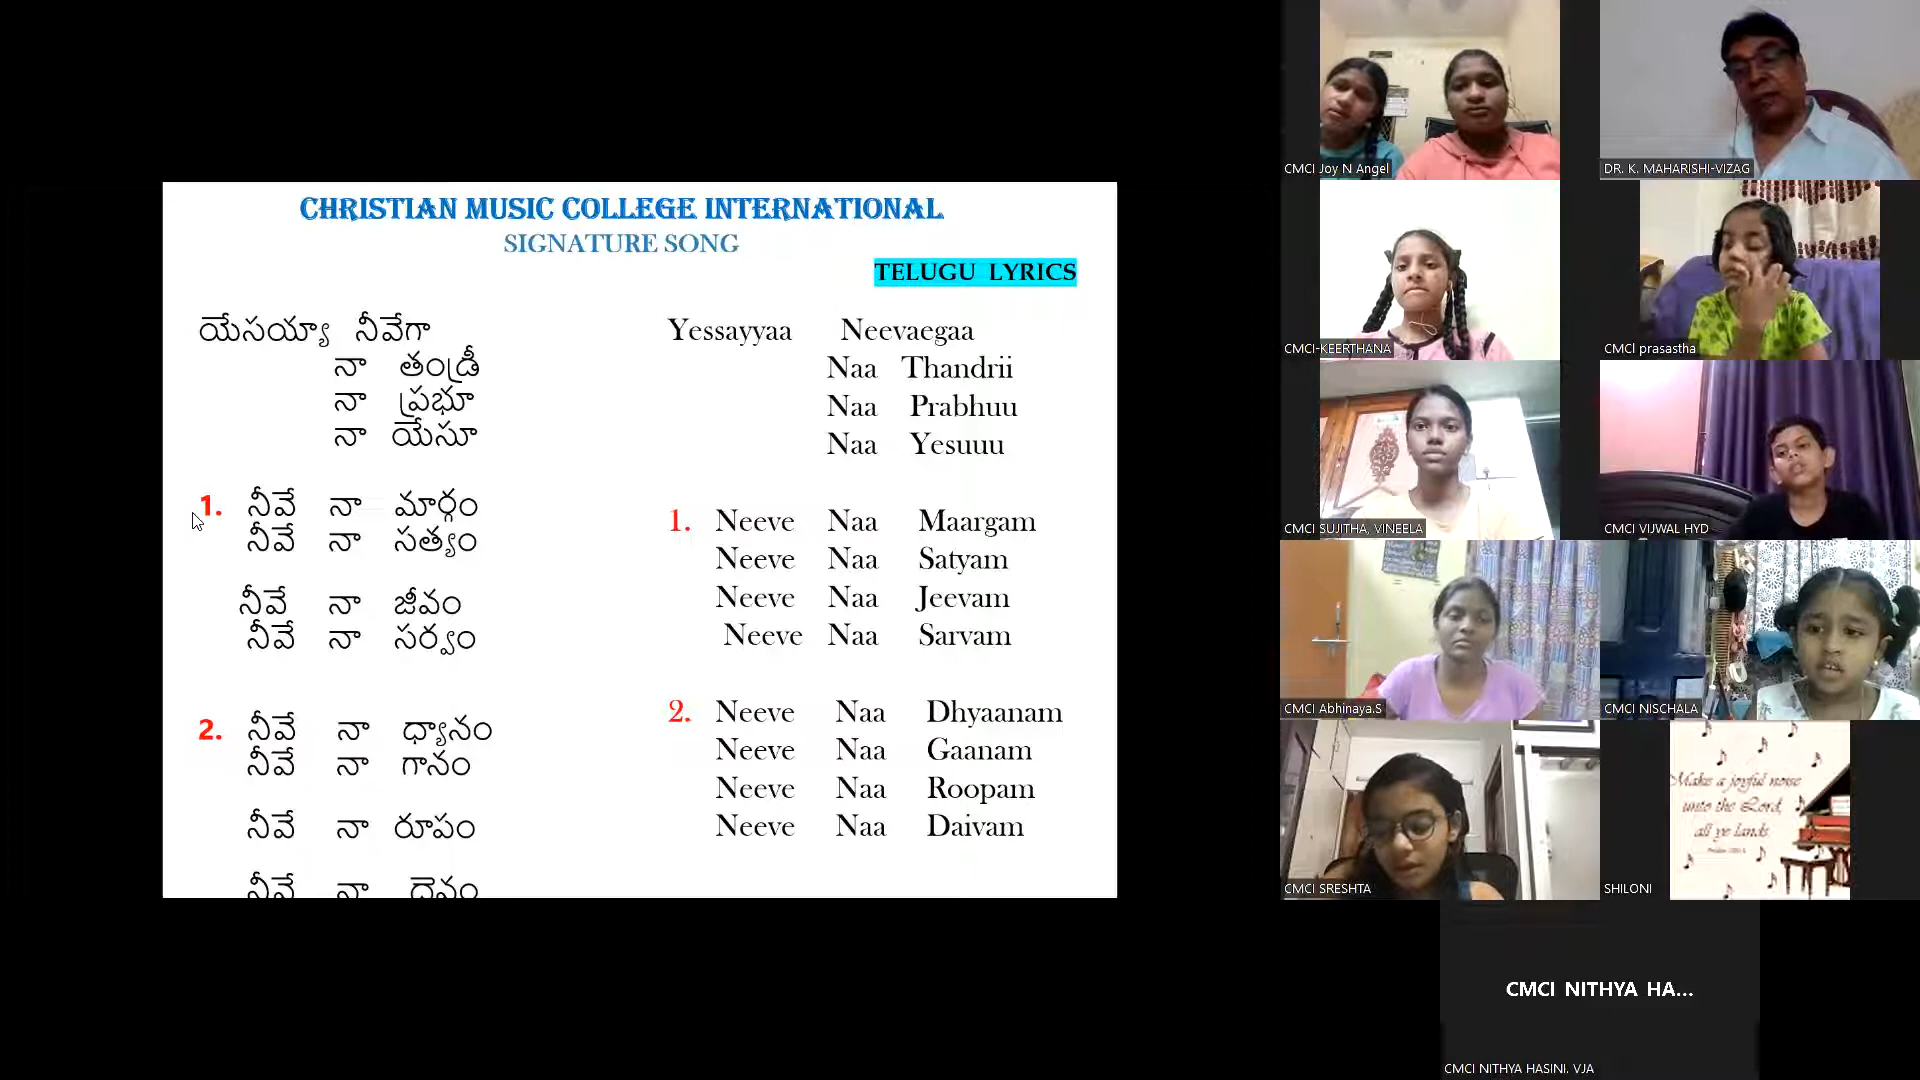 CHRISTIAN MUSIC COLLEGE INTERNATIONAL
SIGNATURE SONG
TELUGU LYRICS
యేసయ్యా నీవేగా
నా తండ్రీ
నా ప్రభూ
నా యేసూ
1. నీవే నా మార్గం
నీవే నా సత్యం
నీవే నా జీవం
నీవే నా సర్వం
2. నీవే నా ధ్యానం
నీవే నా గానం
నీవే నా రూపం
నీవే నా దైవం
Yessayyaa Neevaegaa
Naa Thandrii
Naa Prabhuu
Naa Yesuuu
1. Neeve Naa Maargam
Neeve Naa Satyam
Neeve Naa Jeevam
Neeve Naa Sarvam
2. Neeve Naa Dhyaanam
Neeve Naa Gaanam
Neeve Naa Roopam
Neeve Naa Daivam
CMCI Joy N Angel
DR. K. MAHARISHI-VIZAG
CMCI-KEERTHANA
CMCI prasastha
CMCI SUJITHA, VINEELA
CMCI VIJWAL HYD
CMCI Abhinaya.S
CMCI NISCHALA
CMCI SRESHTA
SHILONI
Make a joyful noise
unto the Lord,
all ye lands
CMCI NITHYA HA...
CMCI NITHYA HASINI. VJA